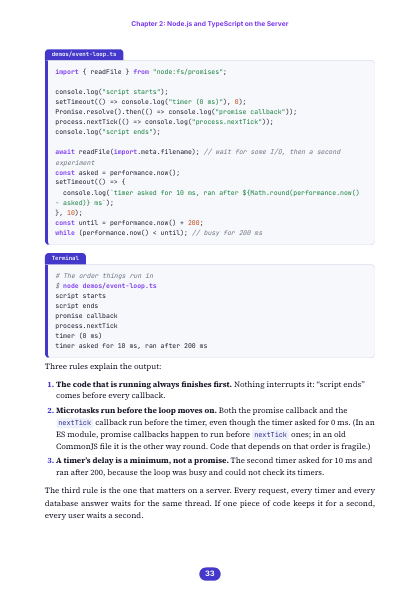 Chapter 2: Node.js and TypeScript on the Server
demos/event-loop.ts
import { readFile } from "node:fs/promises";
console.log("script starts");
setTimeout(() => console.log("timer (0 ms)"), 0);
Promise.resolve().then(() => console.log("promise callback"));
process.nextTick(() => console.log("process.nextTick"));
console.log("script ends");
await readFile(import.meta.filename); // wait for some I/O, then a second
experiment
const asked = performance.now();
setTimeout(() => {
  console.log(`timer asked for 10 ms, ran after ${Math.round(performance.now()
- asked)} ms`);
}, 10);
const until = performance.now() + 200;
while (performance.now() < until); // busy for 200 ms
Terminal
# The order things run in
$ node demos/event-loop.ts
script starts
script ends
promise callback
process.nextTick
timer (0 ms)
timer asked for 10 ms, ran after 200 ms
Three rules explain the output:
1. The code that is running always finishes first. Nothing interrupts it: “script ends”
comes before every callback.
2. Microtasks run before the loop moves on. Both the promise callback and the
nextTick callback run before the timer, even though the timer asked for 0 ms. (In an
ES module, promise callbacks happen to run before nextTick ones; in an old
CommonJS file it is the other way round. Code that depends on that order is fragile.)
3. A timer’s delay is a minimum, not a promise. The second timer asked for 10 ms and
ran after 200, because the loop was busy and could not check its timers.
The third rule is the one that matters on a server. Every request, every timer and every
database answer waits for the same thread. If one piece of code keeps it for a second,
every user waits a second.
33